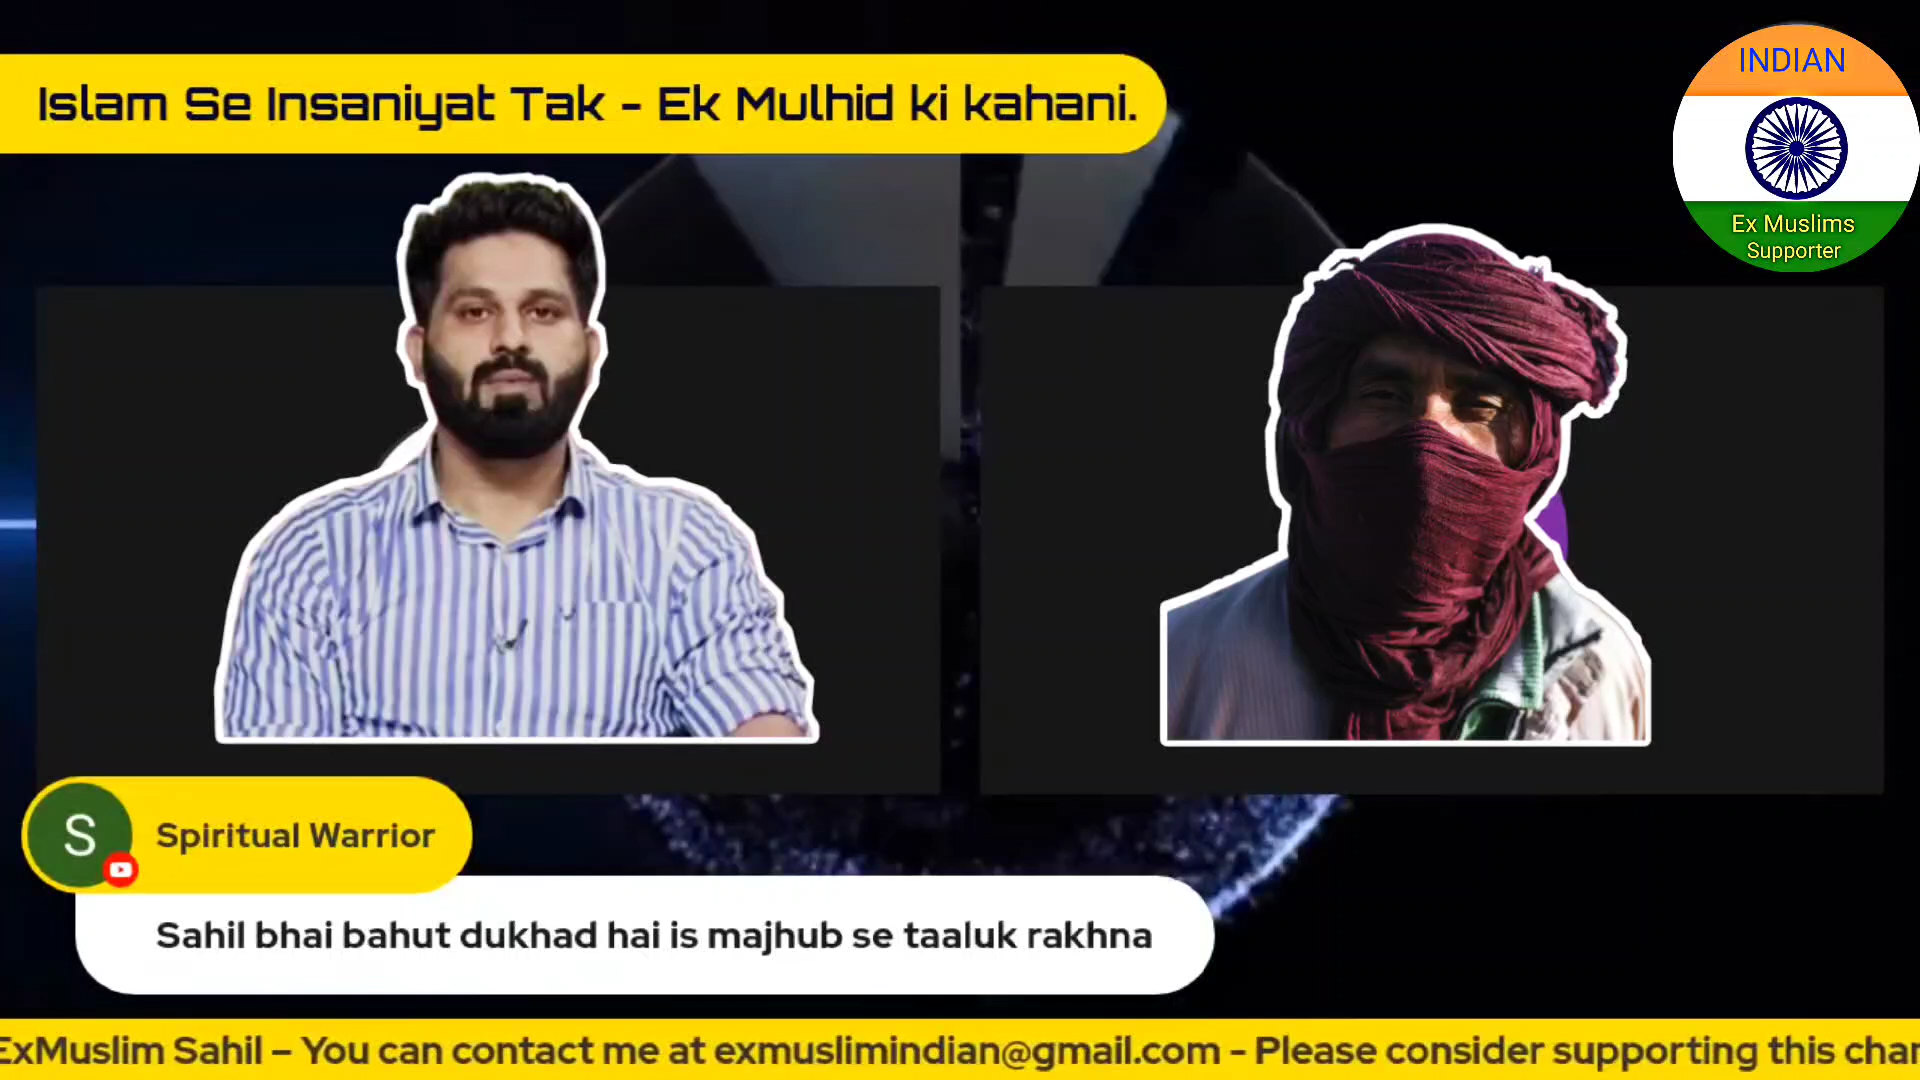 Islam Se Insaniyat Tak - Ek Mulhid ki kahani.
INDIAN
Ex Muslims
Supporter
S
Spiritual Warrior
Sahil bhai bahut dukhad hai is majhub se taaluk rakhna
ExMuslim Sahil – You can contact me at exmuslimindian@gmail.com - Please consider supporting this